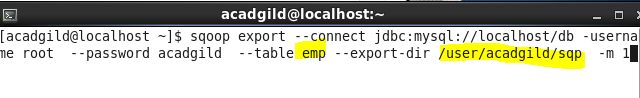 acadgild@localhost:~
[acadgild@localhost ~]$ sqoop export --connect jdbc:mysql://localhost/db -userna
me root  --password acadgild  --table emp --export-dir /user/acadgild/sqp  -m 1